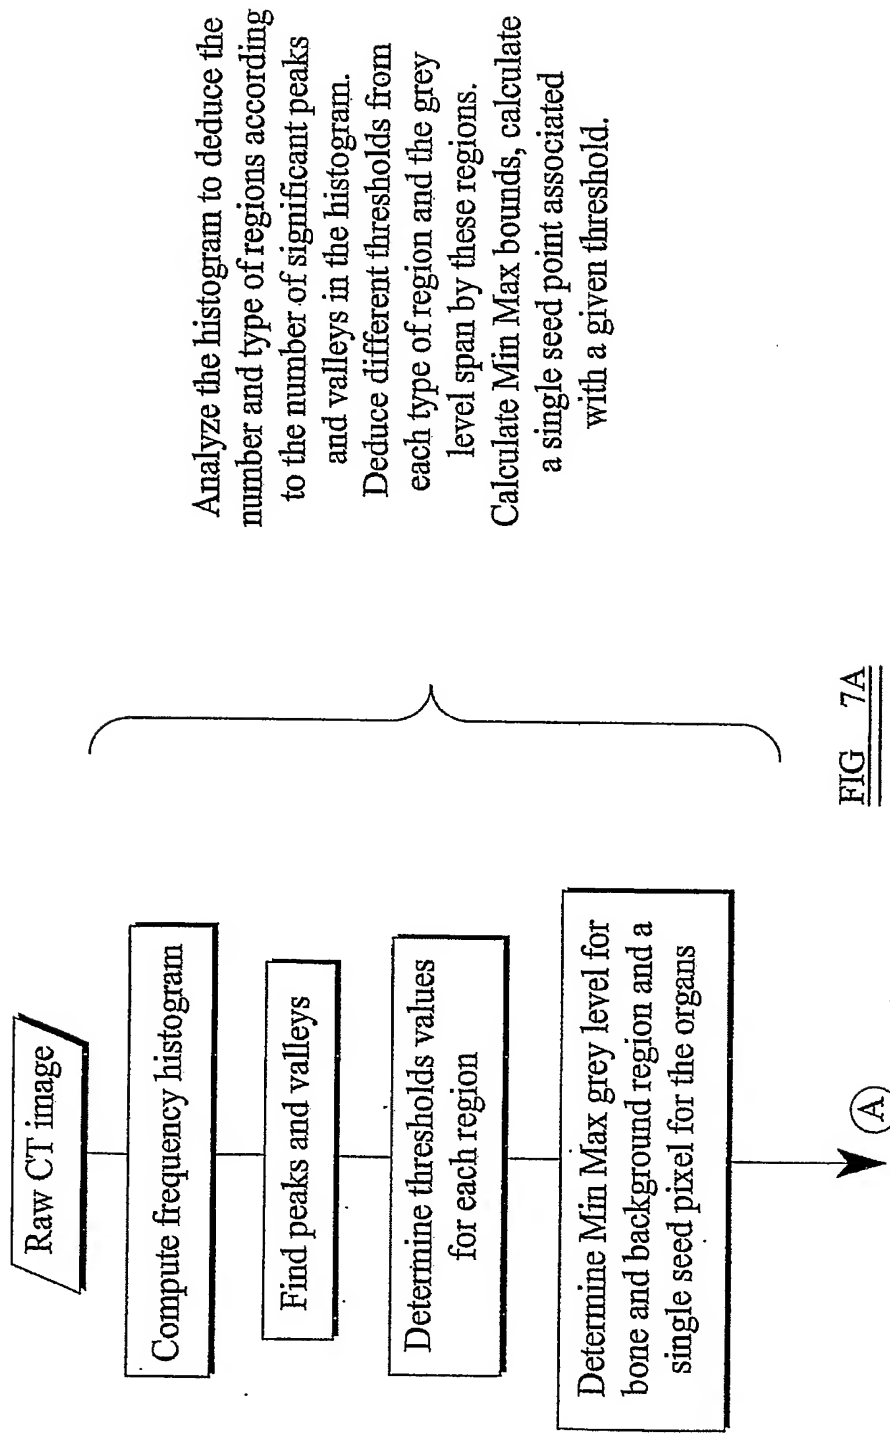 Raw CT image
Compute frequency histogram
Find peaks and valleys
Determine thresholds values
for each region
Determine Min Max grey level for
bone and background region and a
single seed pixel for the organs
A
Analyze the histogram to deduce the
number and type of regions according
to the number of significant peaks
and valleys in the histogram.
Deduce different thresholds from
each type of region and the grey
level span by these regions.
Calculate Min Max bounds, calculate
a single seed point associated
with a given threshold.
FIG 7A